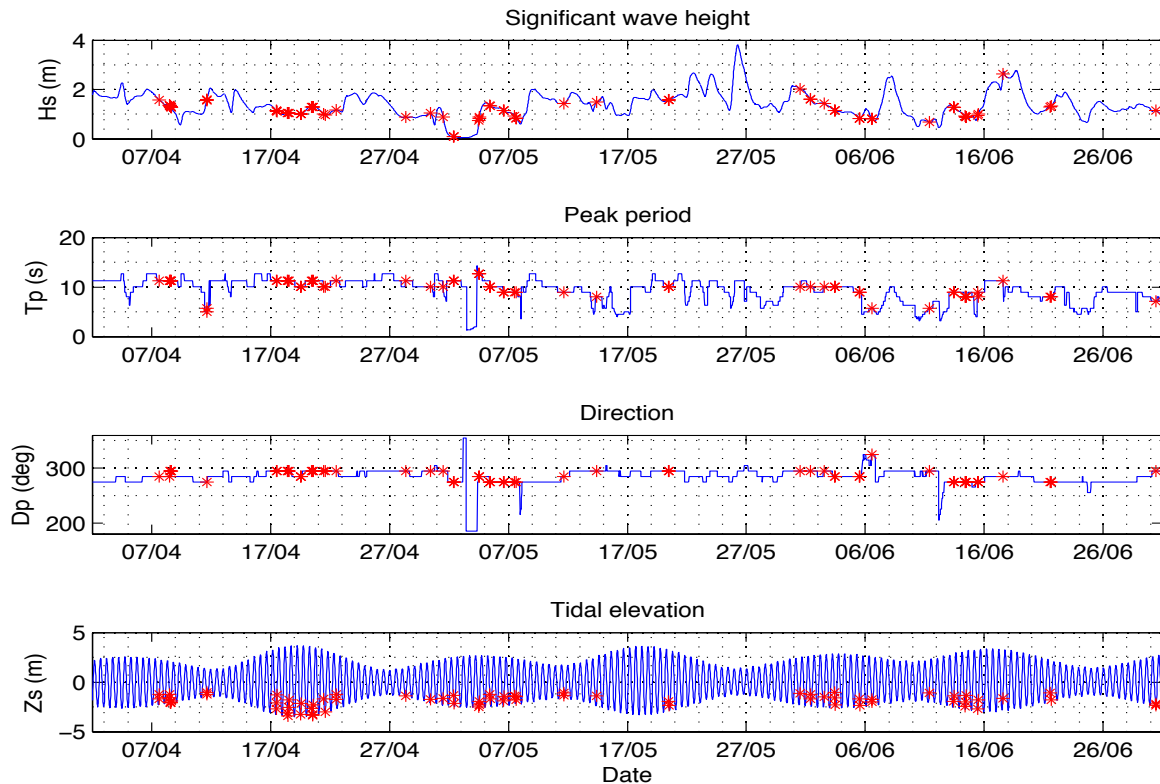 Significant wave height
Hs (m)
4
2
0
07/04 17/04 27/04 07/05 17/05 27/05 06/06 16/06 26/06
Peak period
Tp (s)
20
10
0
07/04 17/04 27/04 07/05 17/05 27/05 06/06 16/06 26/06
Direction
Dp (deg)
300
200
07/04 17/04 27/04 07/05 17/05 27/05 06/06 16/06 26/06
Tidal elevation
Zs (m)
5
0
−5
07/04 17/04 27/04 07/05 17/05 27/05 06/06 16/06 26/06
Date